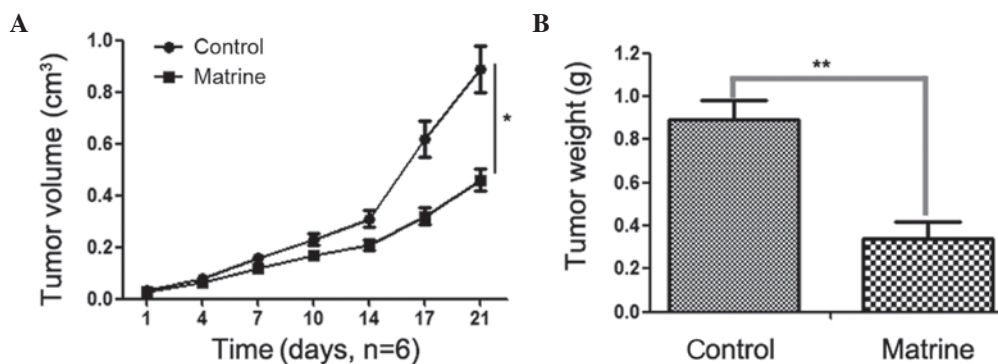 A
Tumor volume (cm³)
1.0
0.8
0.6
0.4
0.2
0.0
Control
Matrine
*
1 4 7 10 14 17 21
Time (days, n=6)
B
Tumor weight (g)
1.2
1.0
0.8
0.6
0.4
0.2
0.0
**
Control Matrine